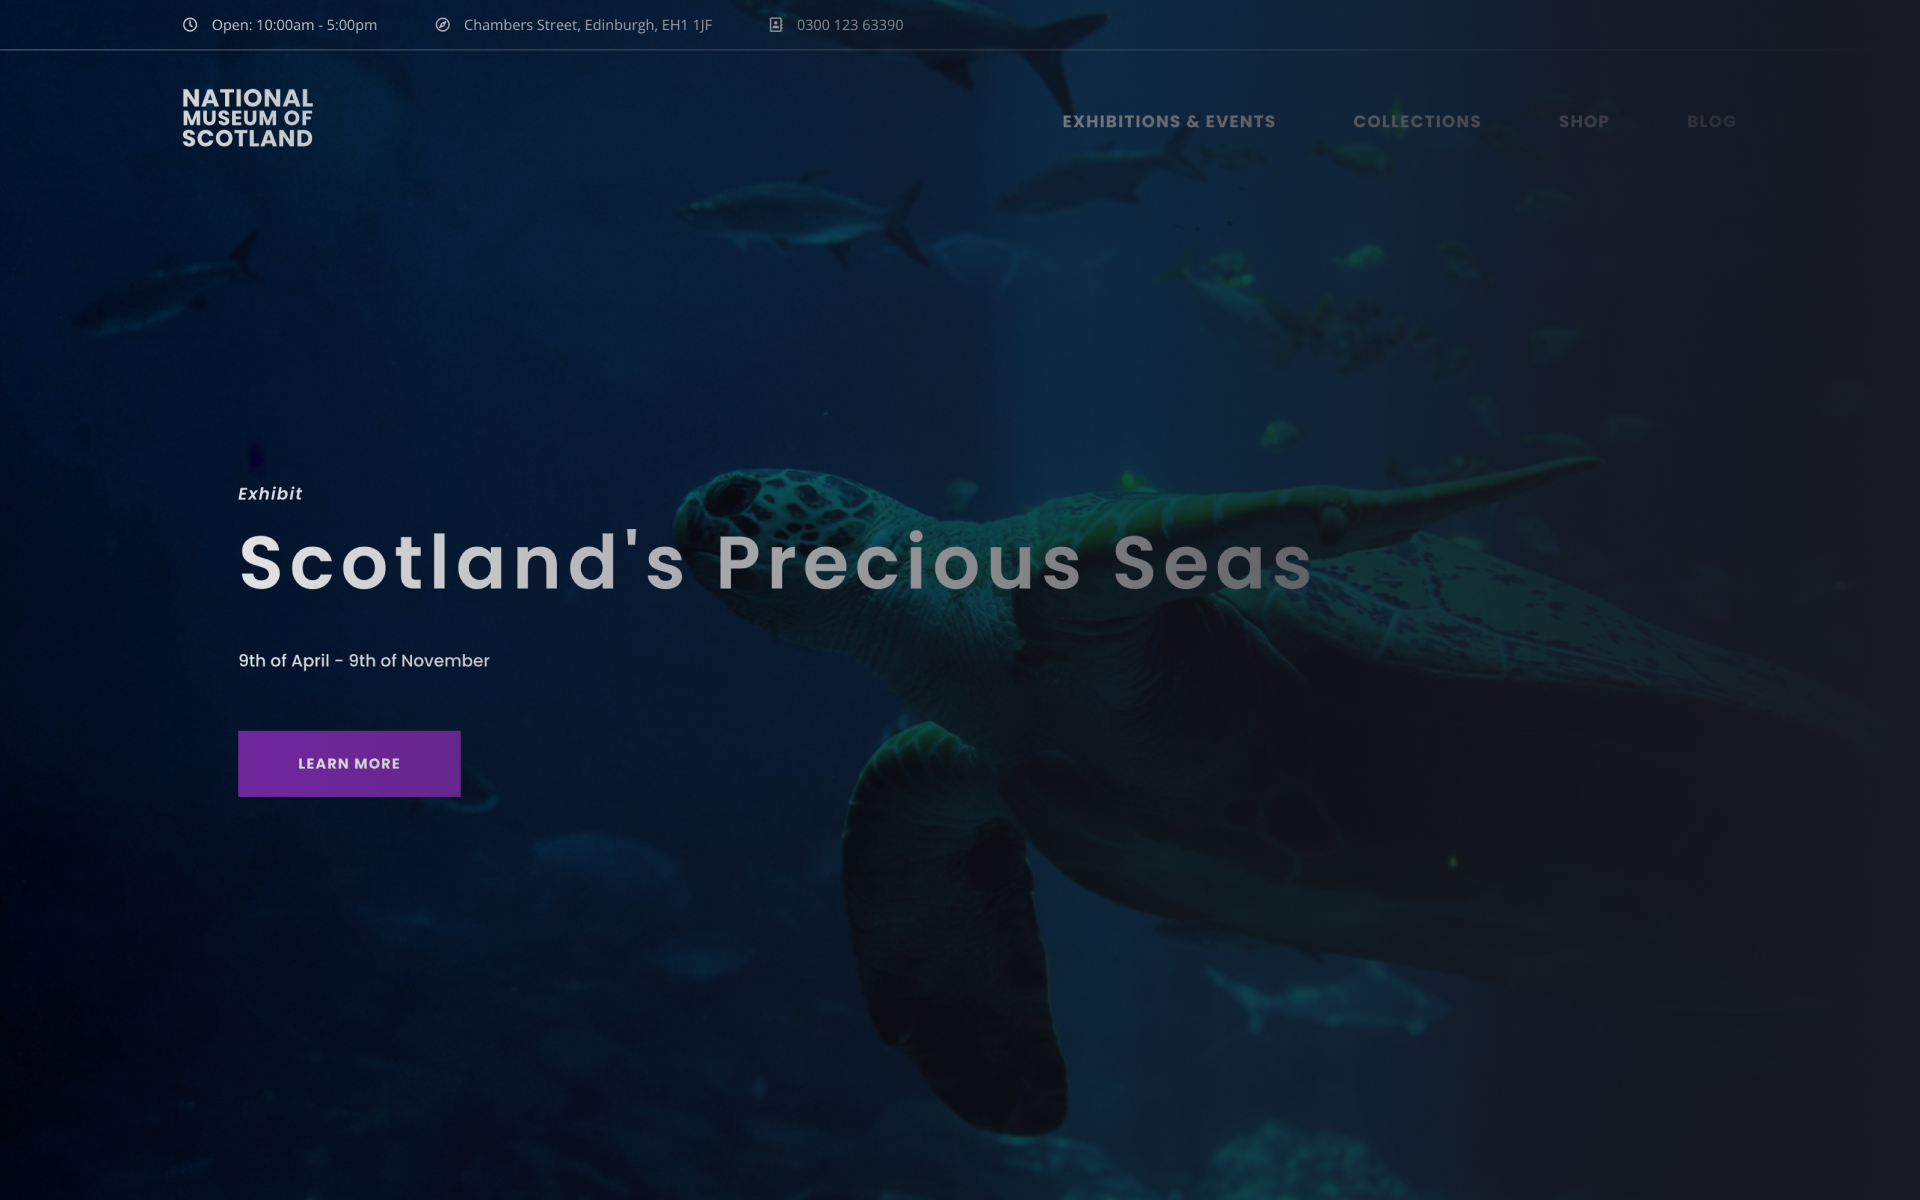 Open: 10:00am - 5:00pm
Chambers Street, Edinburgh, EH1 1JF
0300 123 63390
NATIONAL
MUSEUM OF
SCOTLAND
EXHIBITIONS & EVENTS
COLLECTIONS
SHOP
BLOG
Exhibit
Scotland's Precious Seas
9th of April - 9th of November
LEARN MORE